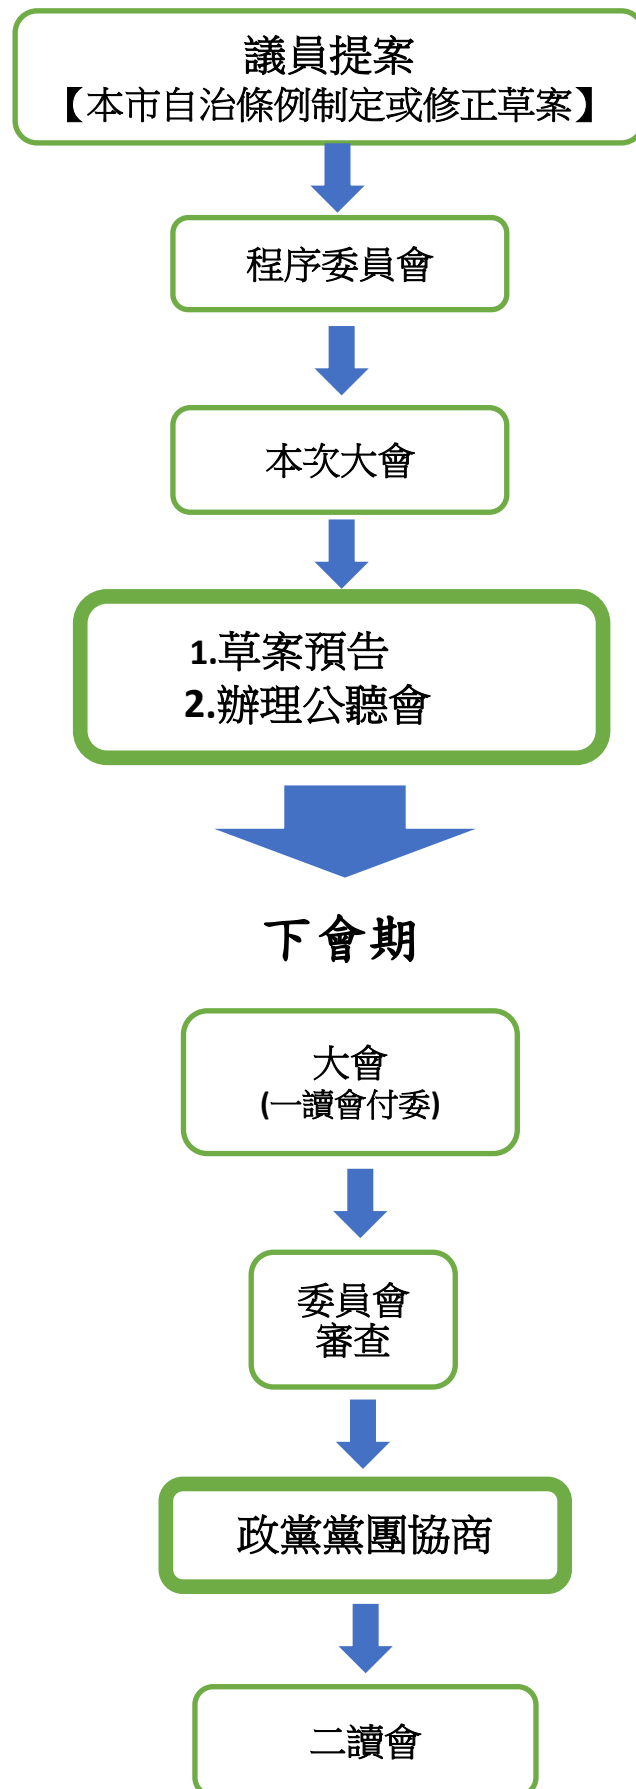 議員提案
【本市自治條例制定或修正草案】
程序委員會
本次大會
1.草案預告
2.辦理公聽會
下會期
大會
(一讀會付委)
委員會
審查
政黨黨團協商
二讀會